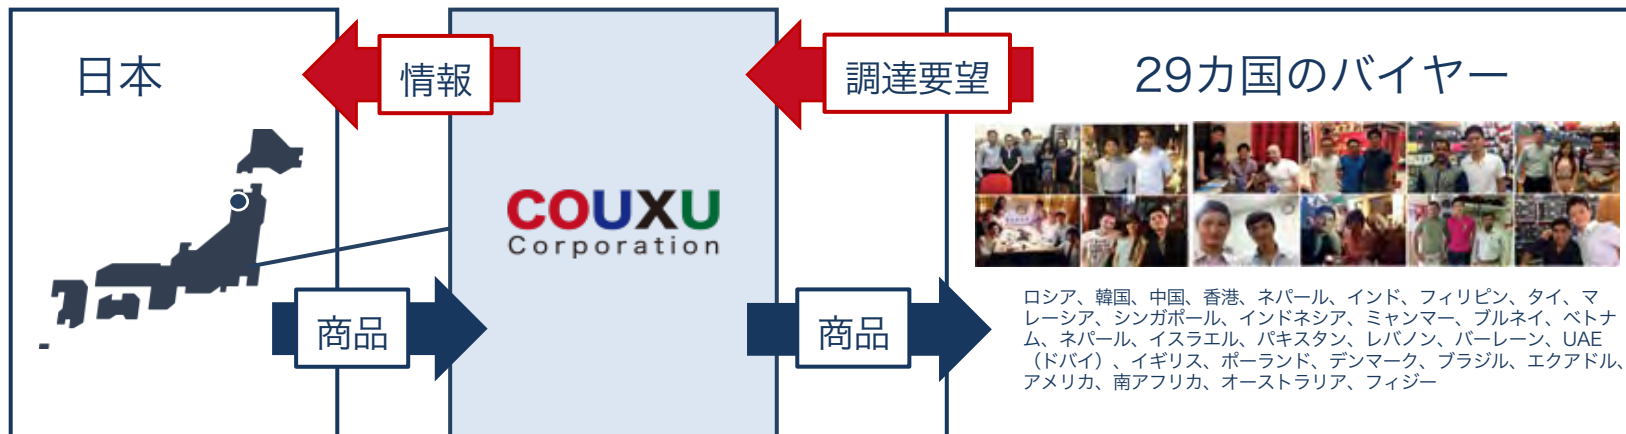 日本
情報
調達要望
29カ国のバイヤー
COUXU
Corporation
商品
商品
ロシア、韓国、中国、香港、ネパール、インド、フィリピン、タイ、マ
レーシア、シンガポール、インドネシア、ミャンマー、ブルネイ、ベトナ
ム、ネパール、イスラエル、パキスタン、レバノン、バーレーン、UAE
（ドバイ）、イギリス、ポーランド、デンマーク、ブラジル、エクアドル、
アメリカ、南アフリカ、オーストラリア、フィジー